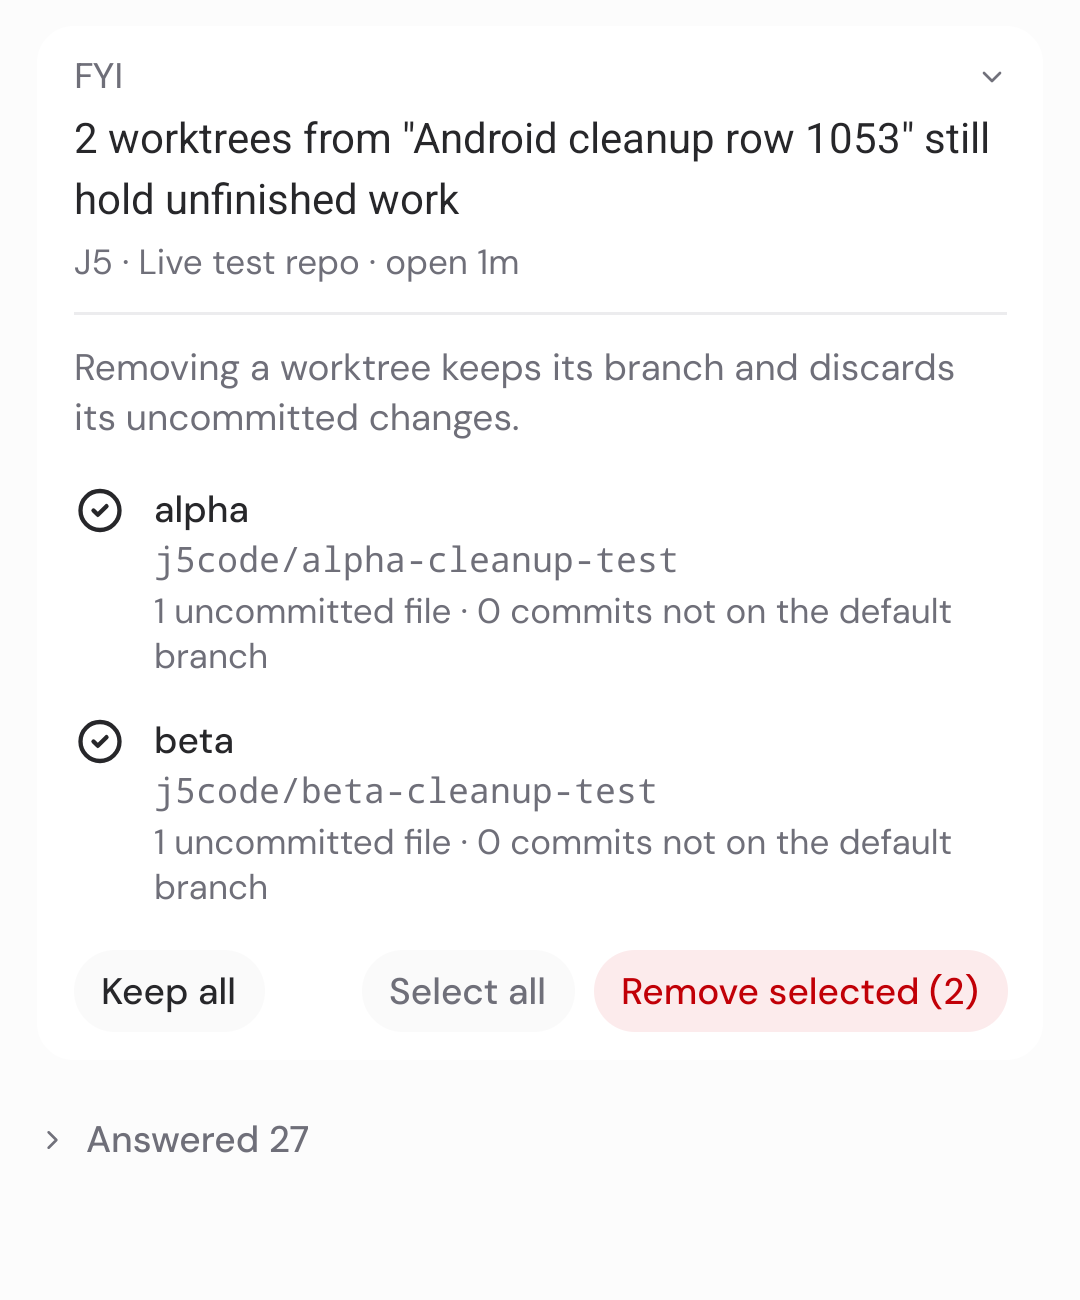 FYI
2 worktrees from "Android cleanup row 1053" still
hold unfinished work
J5 · Live test repo · open 1m
Removing a worktree keeps its branch and discards
its uncommitted changes.
alpha
j5code/alpha-cleanup-test
1 uncommitted file · 0 commits not on the default
branch
beta
j5code/beta-cleanup-test
1 uncommitted file · 0 commits not on the default
branch
Keep all Select all Remove selected (2)
Answered 27